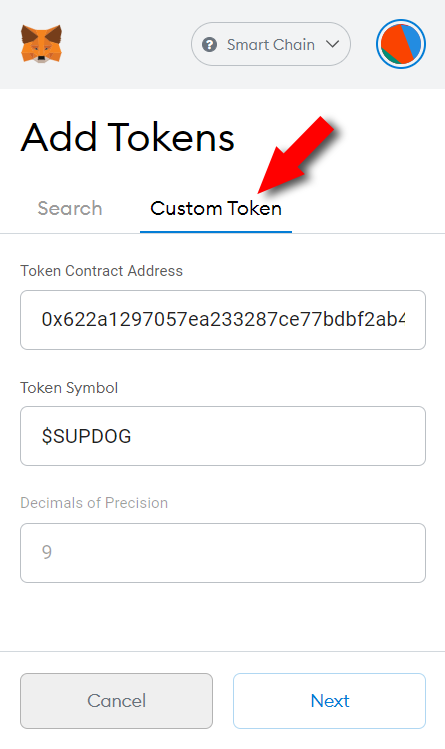 Smart Chain
Add Tokens
Search Custom Token
Token Contract Address
0x622a1297057ea233287ce77bdbf2ab4
Token Symbol
$SUPDOG
Decimals of Precision
9
Cancel Next